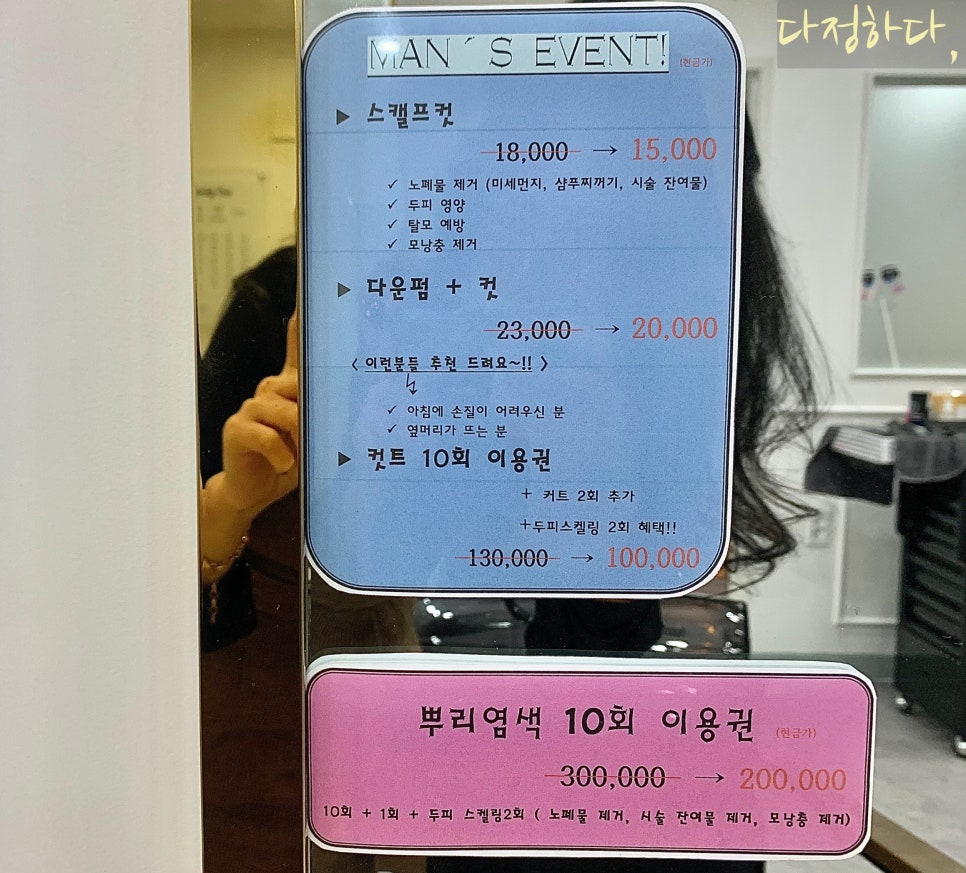 다정하다,
MAN´S EVENT! (현금가)
▶ 스캘프컷
18,000 → 15,000
✓ 노폐물 제거 (미세먼지, 샴푸찌꺼기, 시술 잔여물)
✓ 두피 영양
✓ 탈모 예방
✓ 모낭충 제거
▶ 다운펌 + 컷
23,000 → 20,000
< 이런분들 추천 드려요~!! >
✓ 아침에 손질이 어려우신 분
✓ 옆머리가 뜨는 분
▶ 컷트 10회 이용권
+ 커트 2회 추가
+두피스켈링 2회 혜택!!
130,000 → 100,000
뿌리염색 10회 이용권 (현금가)
300,000 → 200,000
10회 + 1회 + 두피 스켈링2회 ( 노폐물 제거, 시술 잔여물 제거, 모낭충 제거)